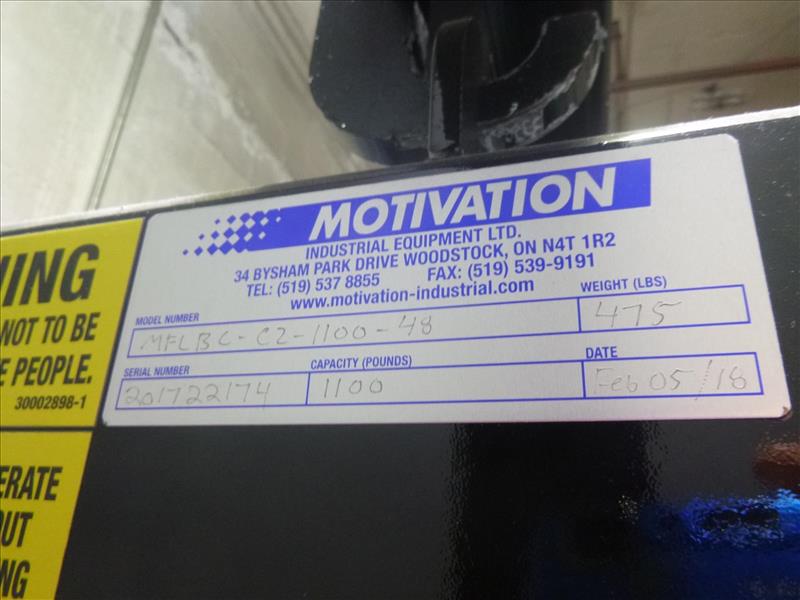 MOTIVATION
INDUSTRIAL EQUIPMENT LTD.
34 BYSHAM PARK DRIVE WOODSTOCK, ON N4T 1R2
TEL: (519) 537 8855 FAX: (519) 539-9191
www.motivation-industrial.com
MODEL NUMBER WEIGHT (LBS)
MFLBC-C2-1100-48 475
SERIAL NUMBER CAPACITY (POUNDS) DATE
201722174 1100 Feb 05/18
NING
NOT TO BE
E PEOPLE.
30002898-1
ERATE
OUT
NG